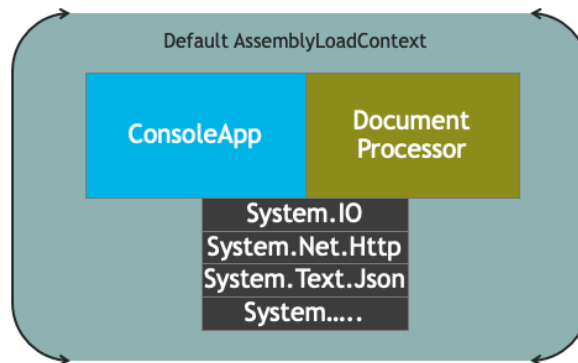 Default AssemblyLoadContext
ConsoleApp
Document
Processor
System.IO
System.Net.Http
System.Text.Json
System.....